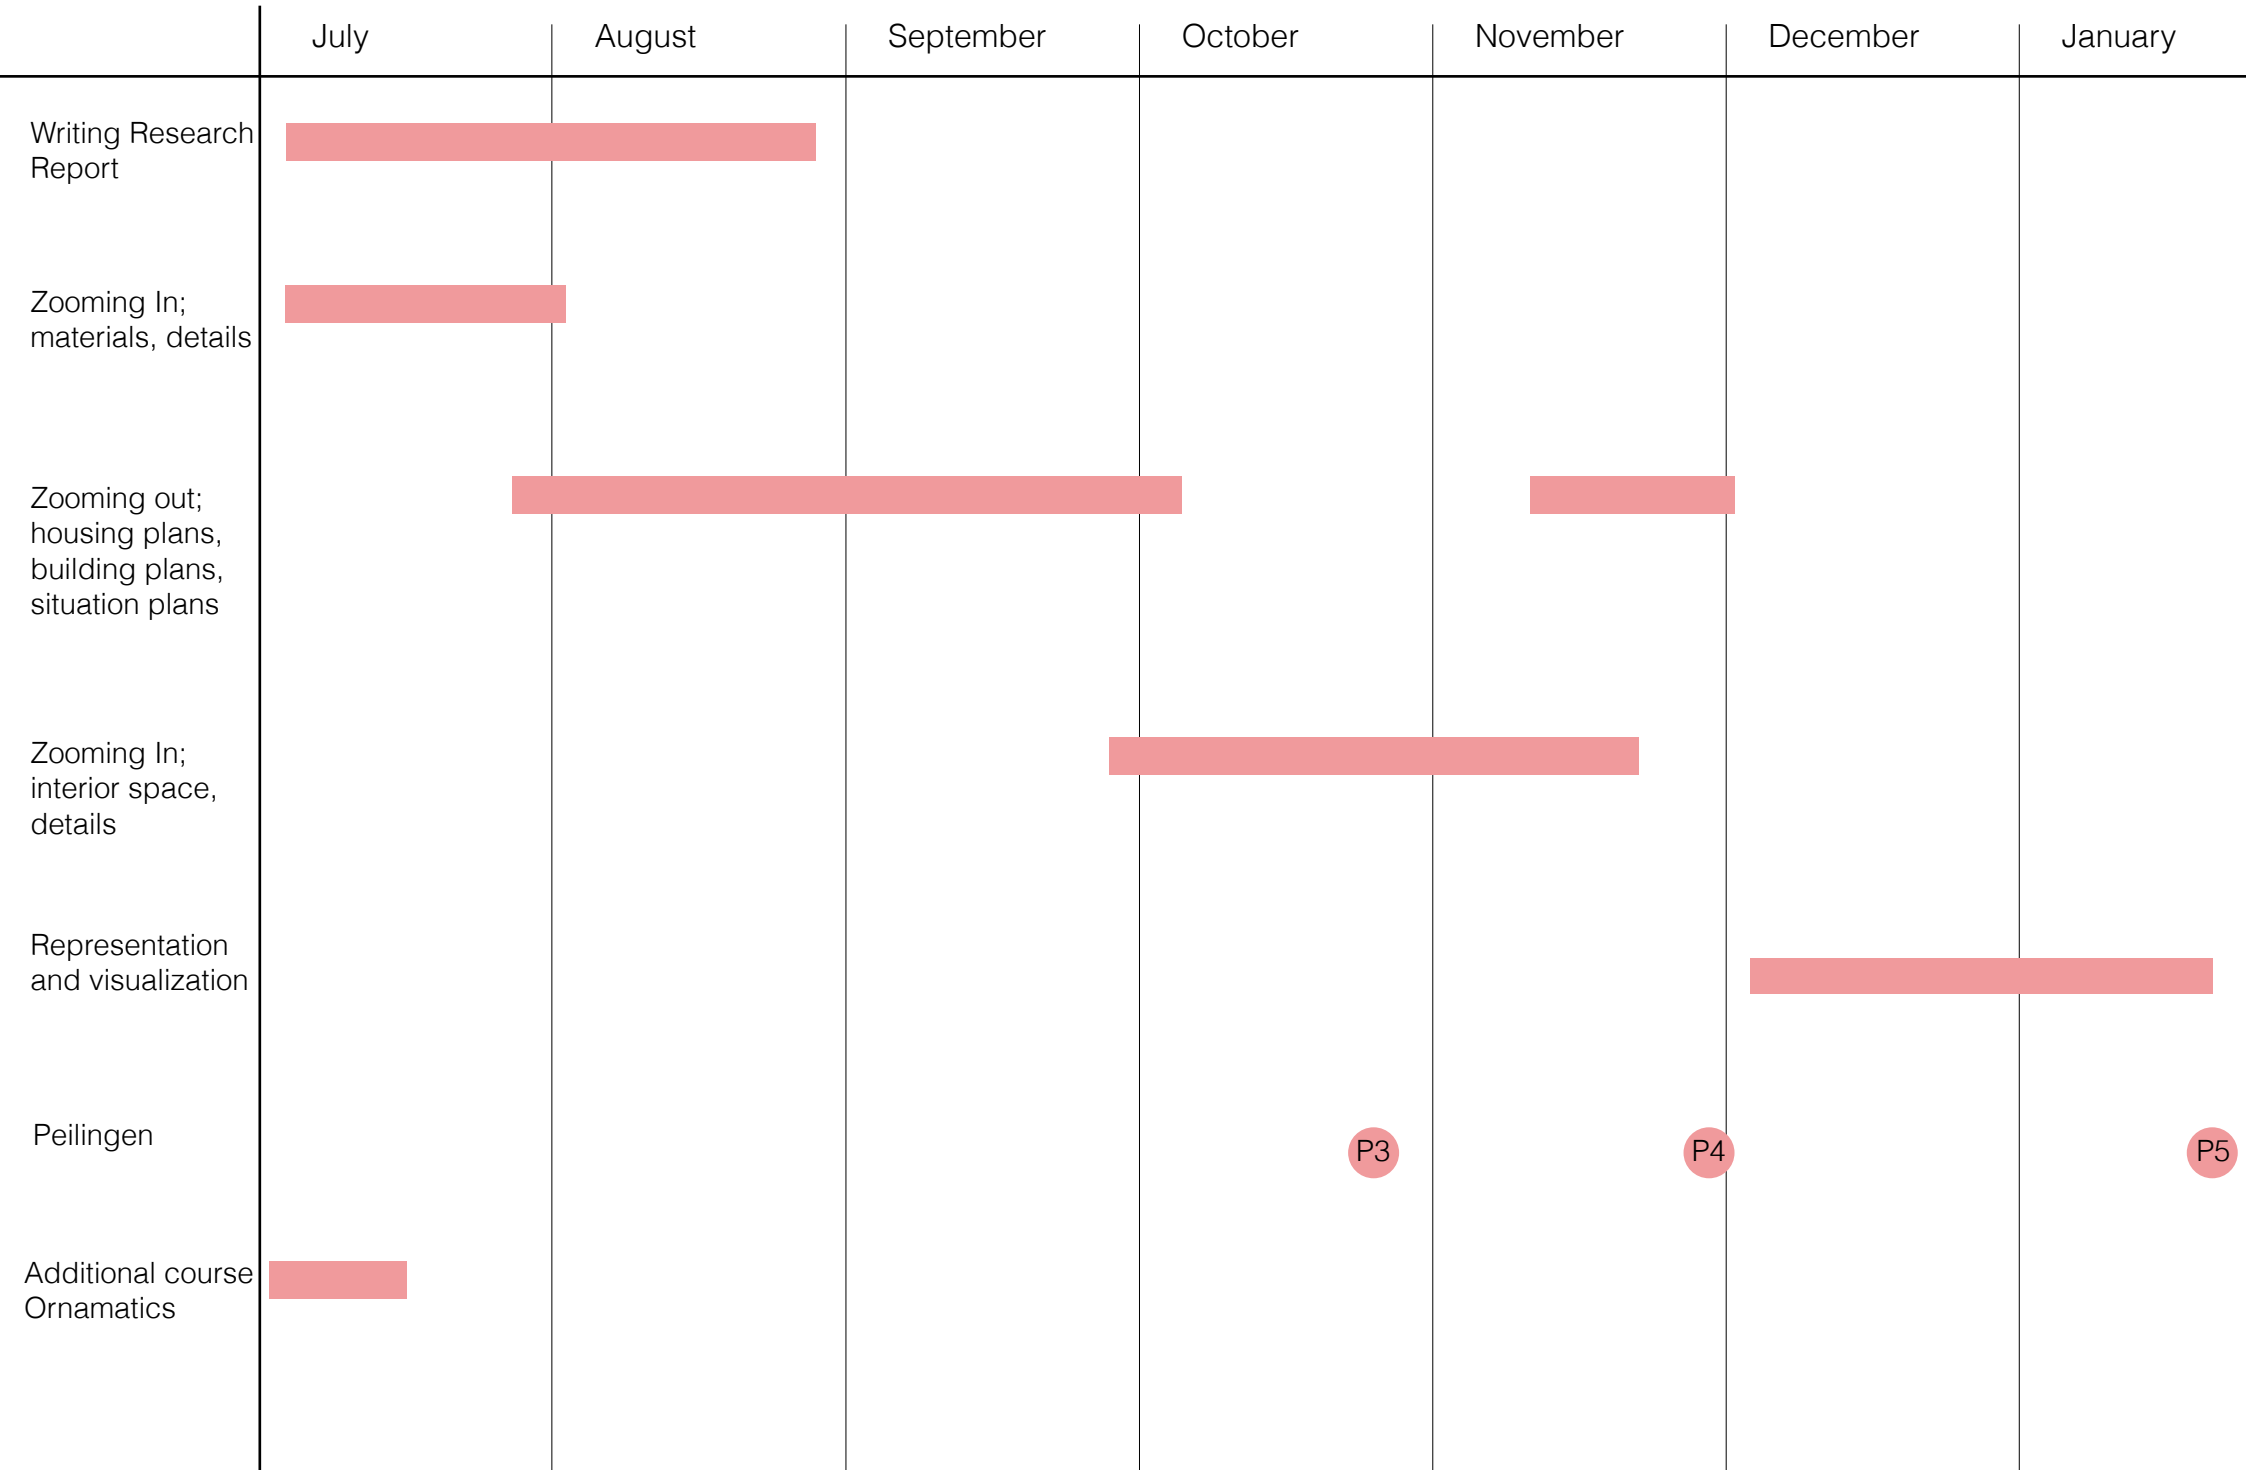 July August September October November December January
Writing Research
Report
Zooming In;
materials, details
Zooming out;
housing plans,
building plans,
situation plans
Zooming In;
interior space,
details
Representation
and visualization
Peilingen
P3 P4 P5
Additional course
Ornamatics